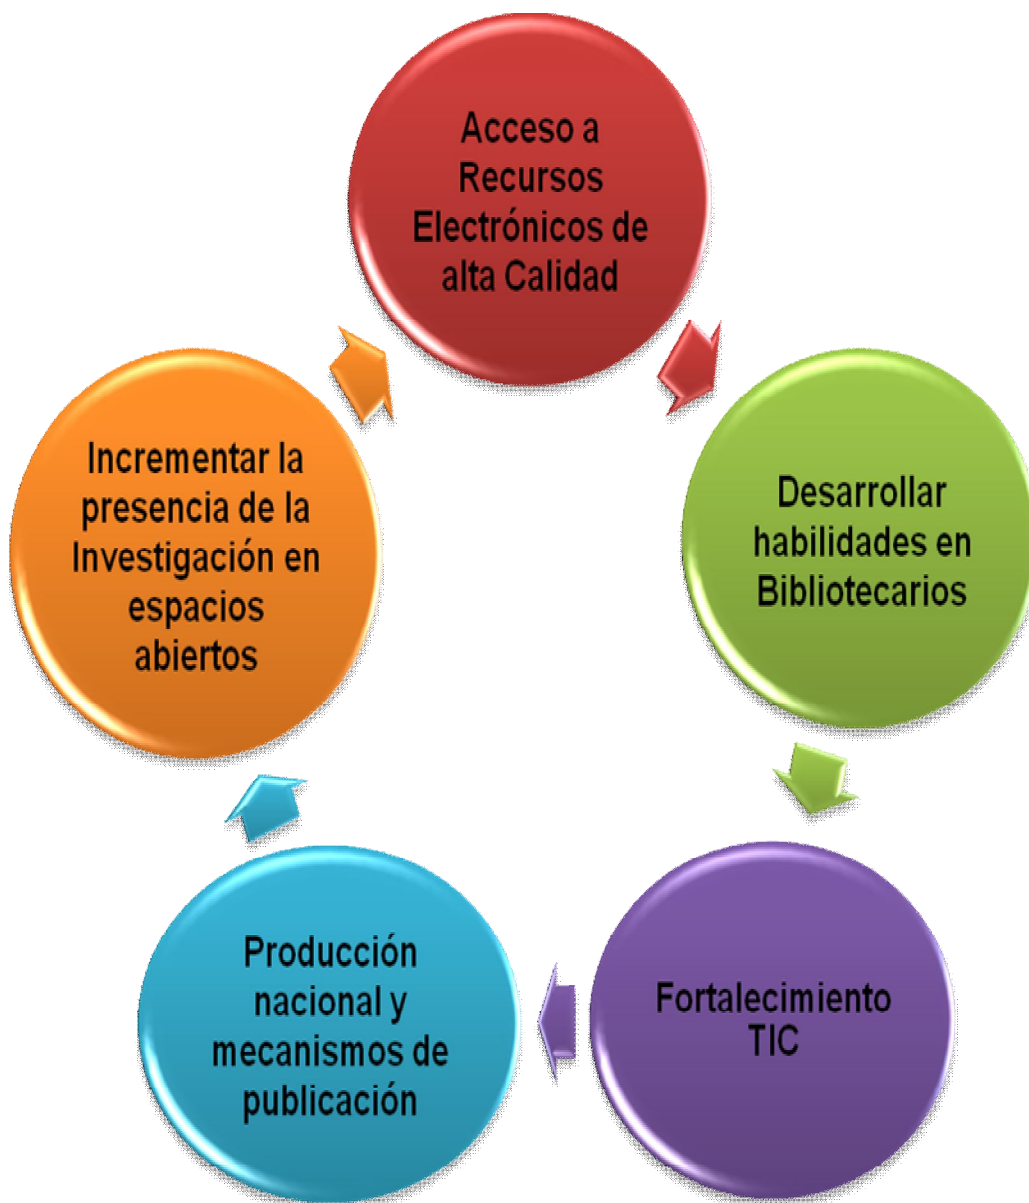 Acceso a
Recursos
Electrónicos de
alta Calidad
Desarrollar
habilidades en
Bibliotecarios
Fortalecimiento
TIC
Producción
nacional y
mecanismos de
publicación
Incrementar la
presencia de la
Investigación en
espacios
abiertos